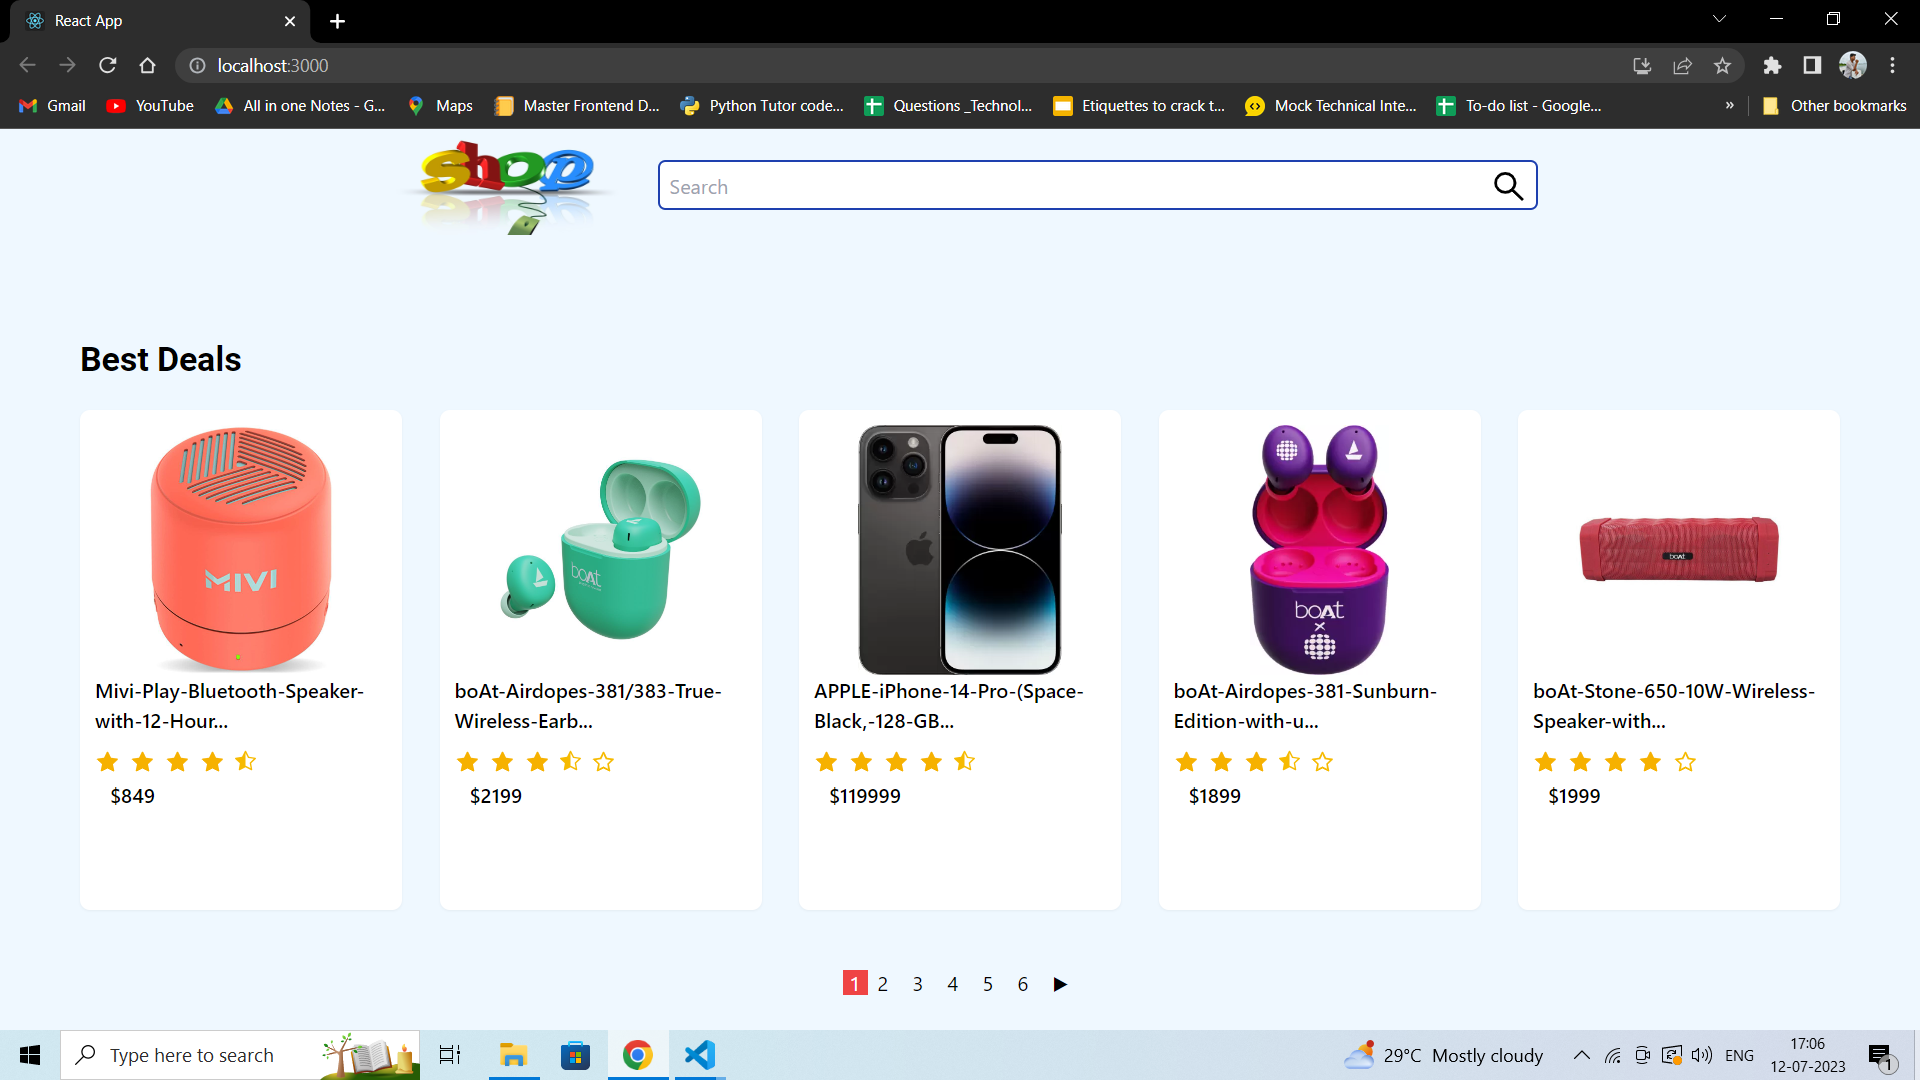 React App
localhost:3000
Gmail
YouTube
All in one Notes - G...
Maps
Master Frontend D...
Python Tutor code...
Questions _Technol...
Etiquettes to crack t...
Mock Technical Inte...
To-do list - Google...
»
Other bookmarks
shop
Search
Best Deals
MIVI
boAt
boAt
x
boAt
Mivi-Play-Bluetooth-Speaker-
with-12-Hour...
$849
boAt-Airdopes-381/383-True-
Wireless-Earb...
$2199
APPLE-iPhone-14-Pro-(Space-
Black,-128-GB...
$119999
boAt-Airdopes-381-Sunburn-
Edition-with-u...
$1899
boAt-Stone-650-10W-Wireless-
Speaker-with...
$1999
1 2 3 4 5 6
Type here to search
29°C Mostly cloudy
ENG
17:06
12-07-2023
1